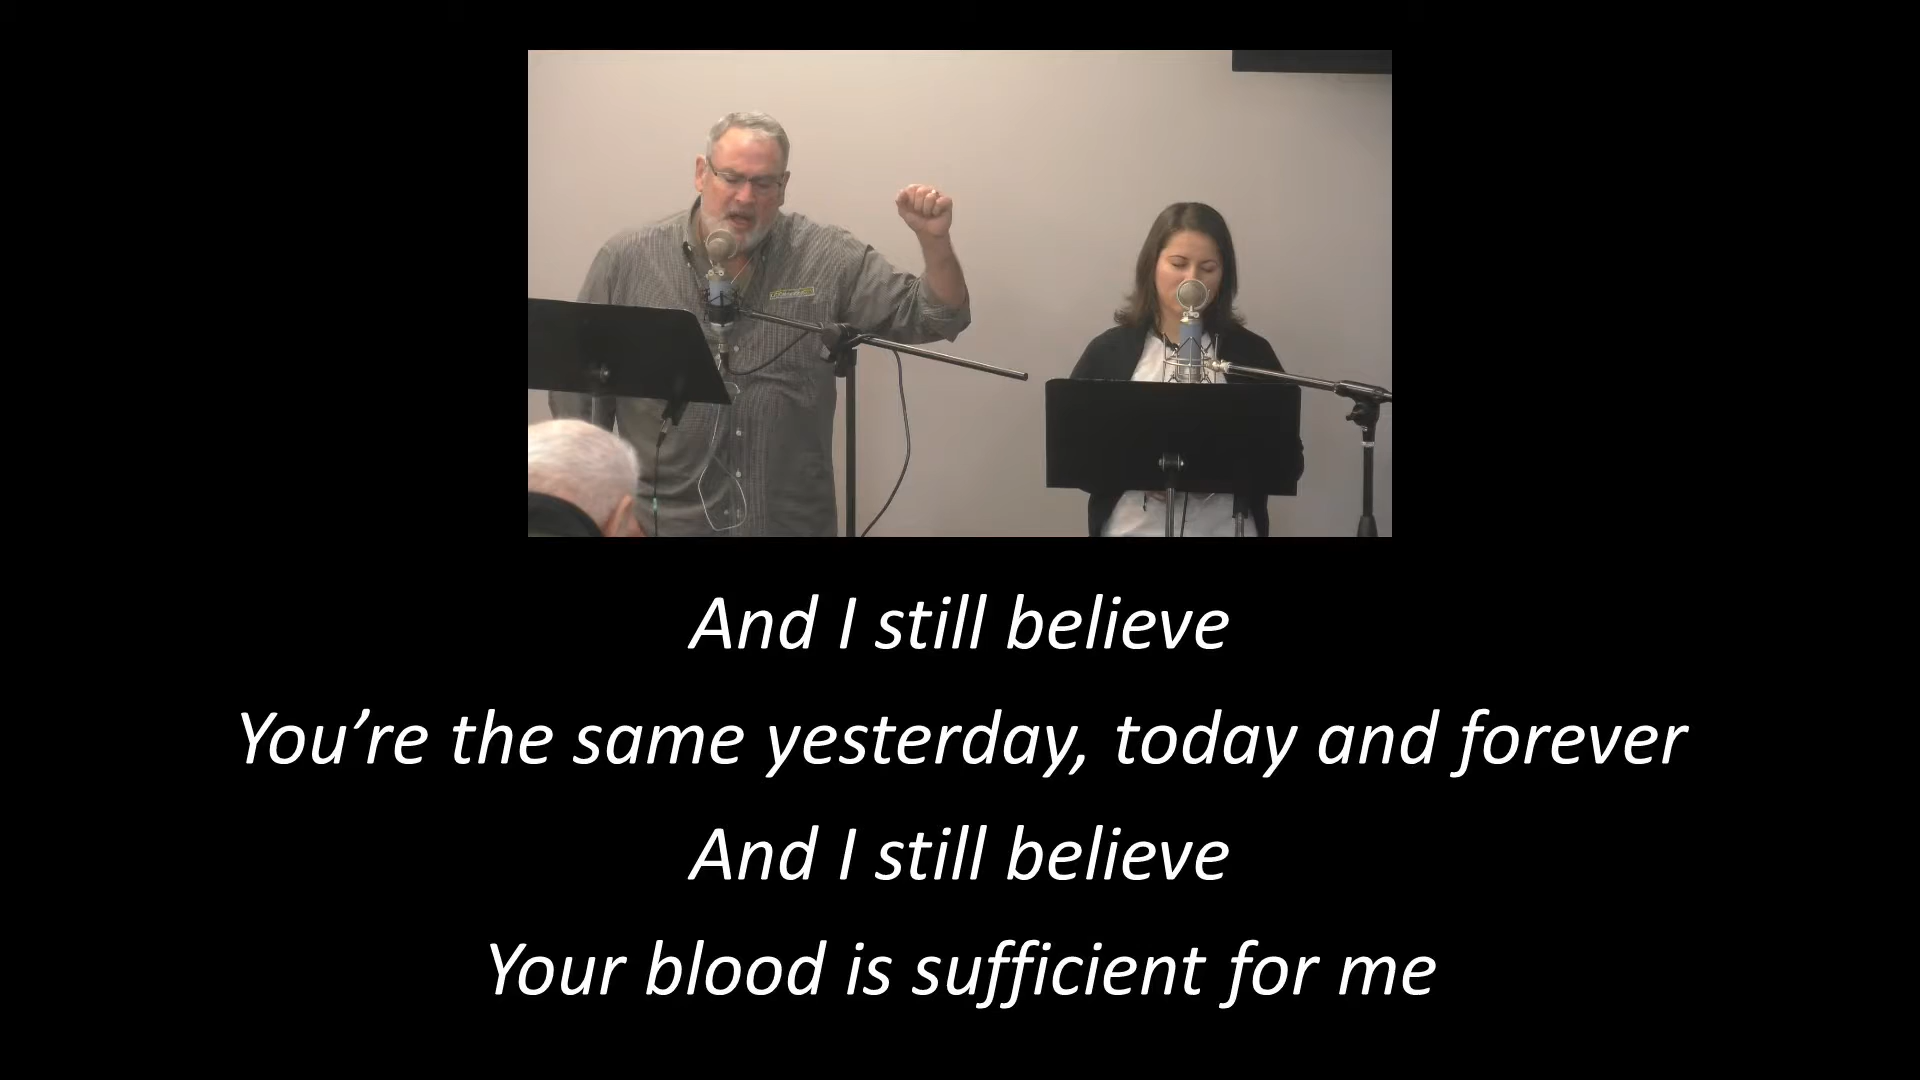 And I still believe
You’re the same yesterday, today and forever
And I still believe
Your blood is sufficient for me